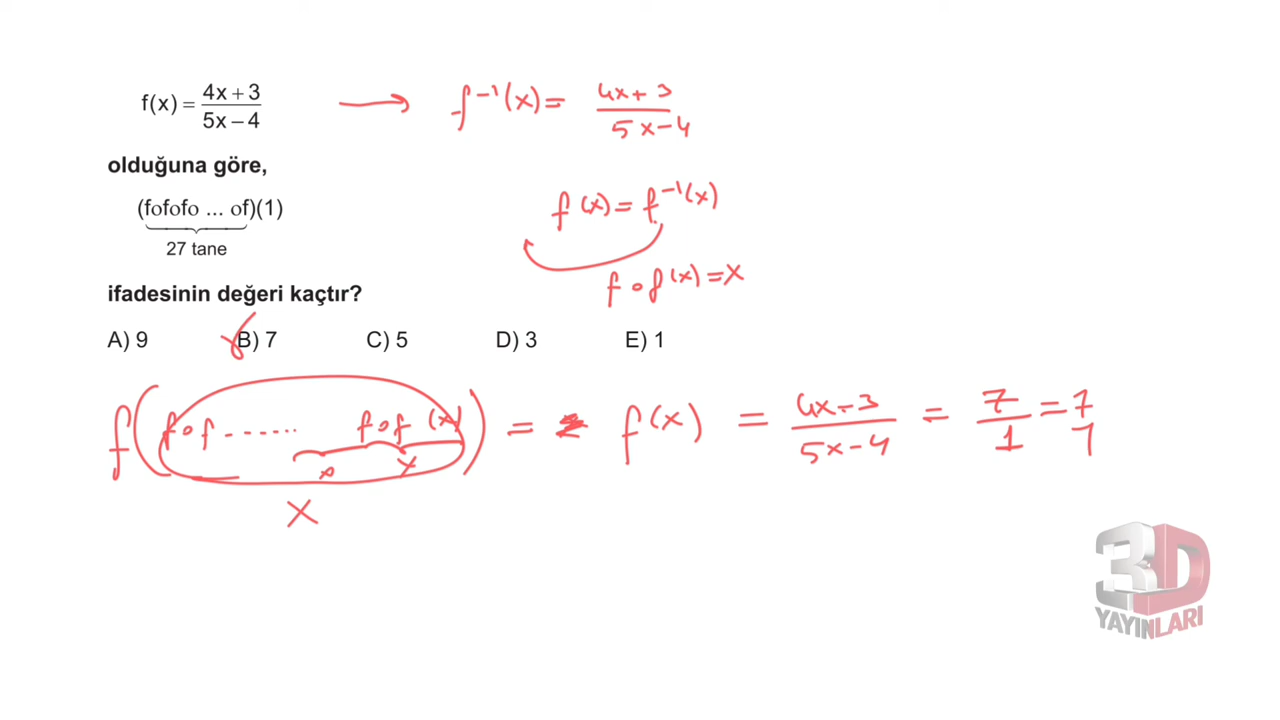 f(x) = 4x + 3 / 5x – 4 → f⁻¹(x) = 4x + 3 / 5x – 4
olduğuna göre,
(fofofo ... of)(1)
27 tane
f(x) = f⁻¹(x)
fof(x) = x
ifadesinin değeri kaçtır?
A) 9 B) 7 C) 5 D) 3 E) 1
f(fof...... fof(x)) = f(x) = 4x+3 / 5x–4 = 7 / 1 = 7
x
X
3D
YAYINLARI